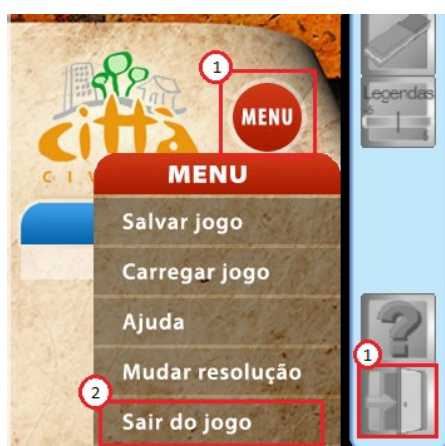 1
MENU
città
MENU
Salvar jogo
Carregar jogo
Ajuda
Mudar resolução
2
Sair do jogo
Legendas
?
1